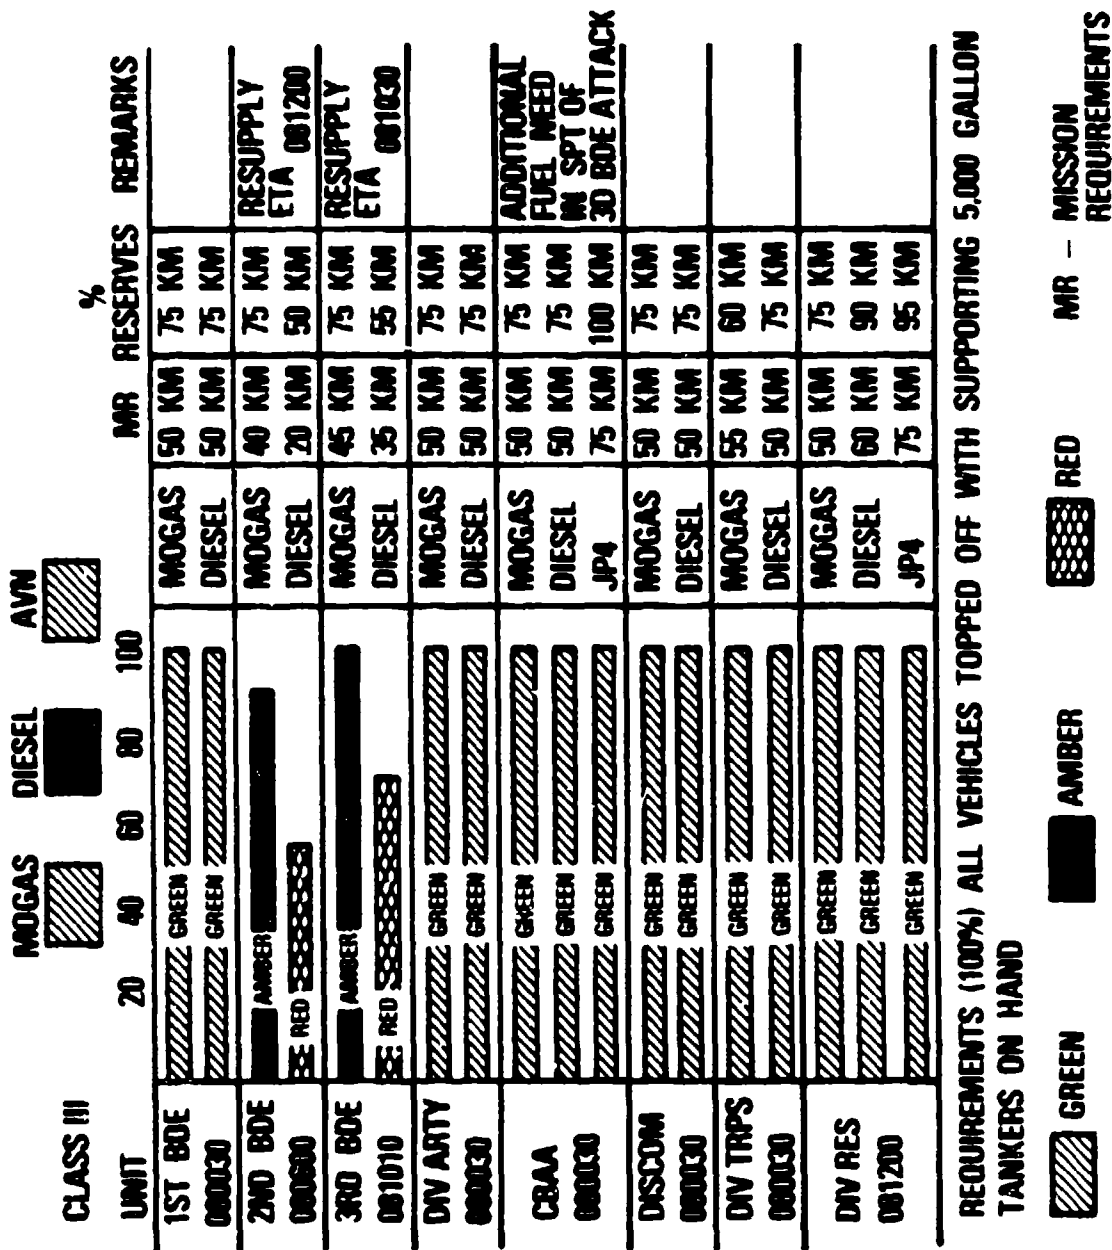 MOGAS DIESEL AVN
CLASS III
%
UNIT 20 40 60 80 100 MR RESERVES REMARKS
1ST BDE GREEN MOGAS 50 KM 75 KM
080030 GREEN DIESEL 50 KM 75 KM
2ND BDE AMBER MOGAS 40 KM 75 KM RESUPPLY
080600 RED DIESEL 20 KM 50 KM ETA 081200
3RD BDE AMBER MOGAS 45 KM 75 KM RESUPPLY
081010 RED DIESEL 35 KM 55 KM ETA 081030
DIV ARTY GREEN MOGAS 50 KM 75 KM
080030 GREEN DIESEL 50 KM 75 KM
CBAA GREEN MOGAS 50 KM 75 KM ADDITIONAL
FUEL NEED
GREEN DIESEL 50 KM 75 KM IN SPT OF
080030 GREEN JP4 75 KM 100 KM 3D BDE ATTACK
DISCOM GREEN MOGAS 50 KM 75 KM
080030 GREEN DIESEL 50 KM 75 KM
DIV TRPS GREEN MOGAS 55 KM 60 KM
080030 GREEN DIESEL 50 KM 75 KM
DIV RES GREEN MOGAS 50 KM 75 KM
081200 GREEN DIESEL 60 KM 90 KM
GREEN JP4 75 KM 95 KM
REQUIREMENTS (100%) ALL VEHICLES TOPPED OFF WITH SUPPORTING 5,000 GALLON
TANKERS ON HAND
GREEN AMBER RED MR – MISSION
REQUIREMENTS